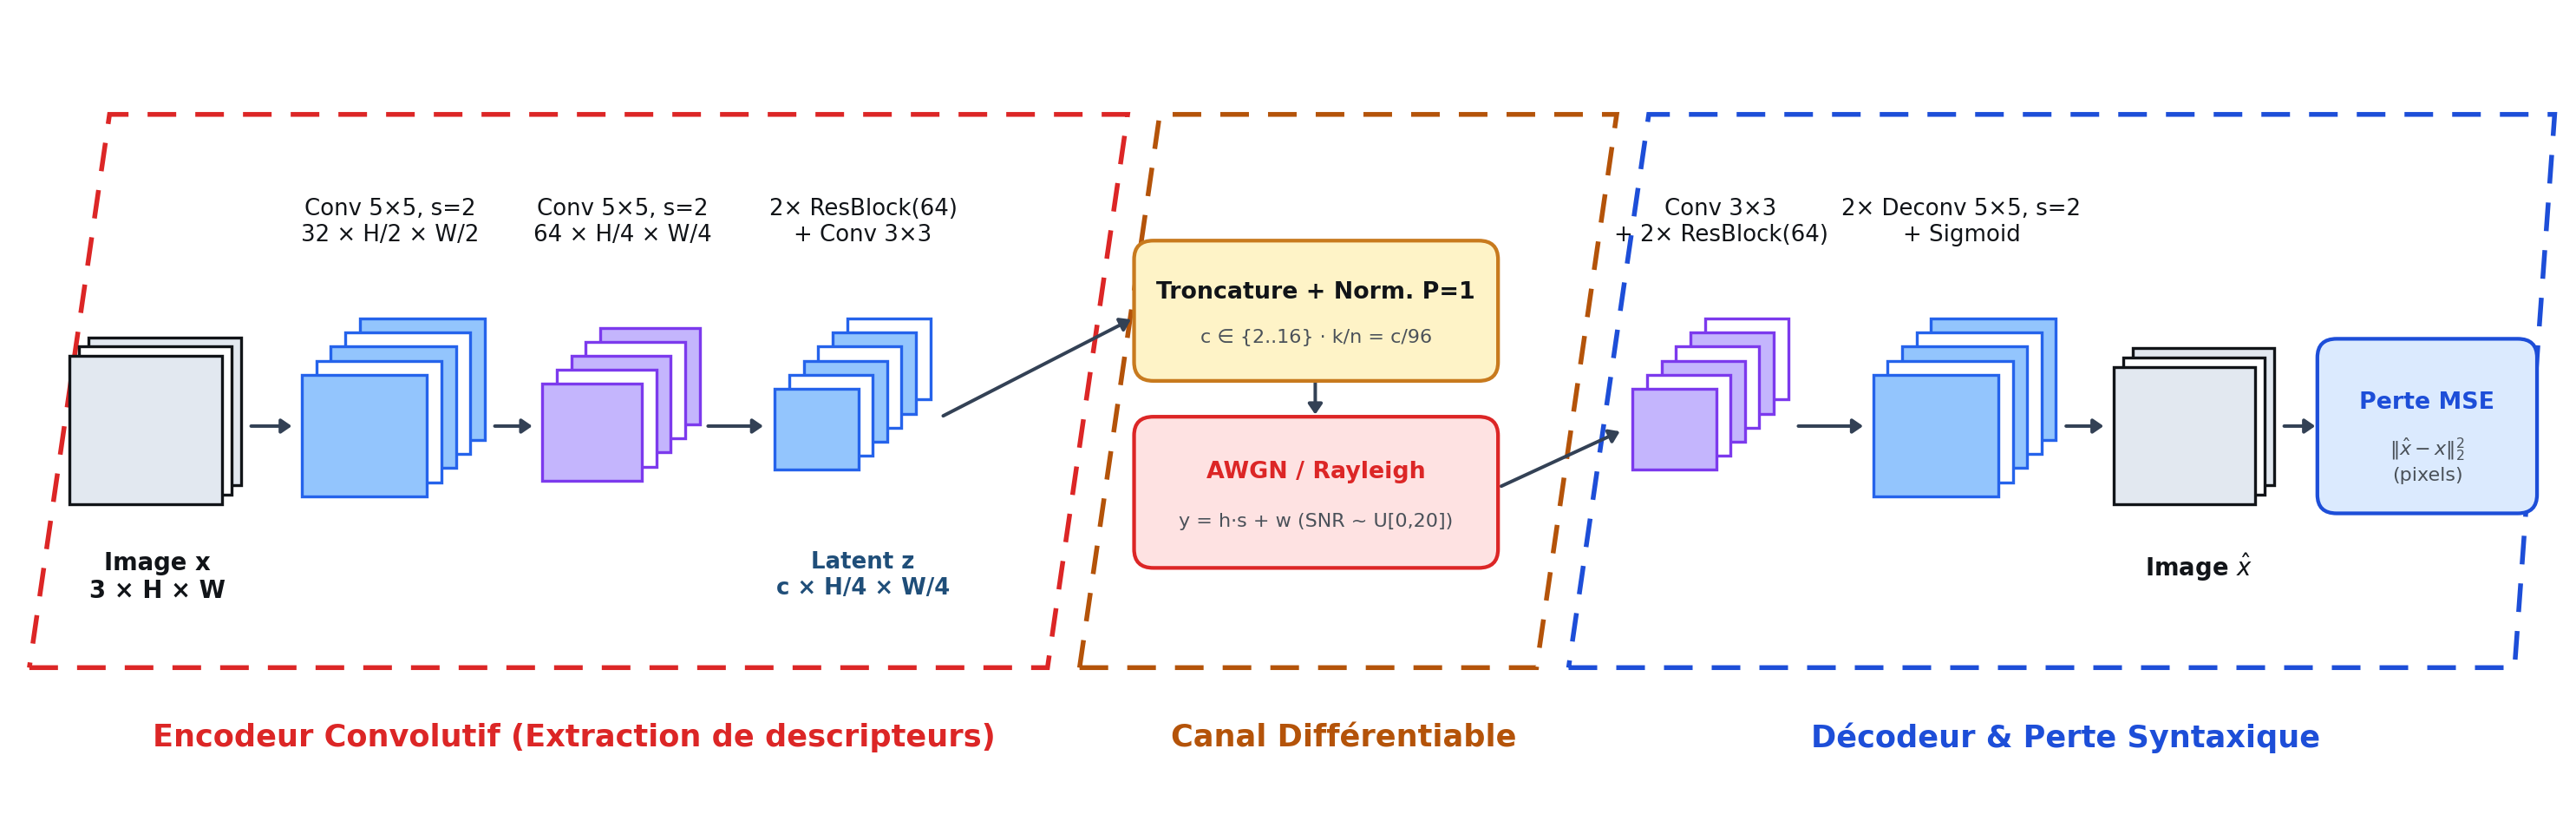 Conv 5×5, s=2
32 × H/2 × W/2
Conv 5×5, s=2
64 × H/4 × W/4
2× ResBlock(64)
+ Conv 3×3
Image x
3 × H × W
Latent z
c × H/4 × W/4
Troncature + Norm. P=1
c ∈ {2..16} · k/n = c/96
AWGN / Rayleigh
y = h·s + w (SNR ~ U[0,20])
Conv 3×3
+ 2× ResBlock(64)
2× Deconv 5×5, s=2
+ Sigmoid
Image x̂
Perte MSE
‖x̂ − x‖₂²
(pixels)
Encodeur Convolutif (Extraction de descripteurs)
Canal Différentiable
Décodeur & Perte Syntaxique